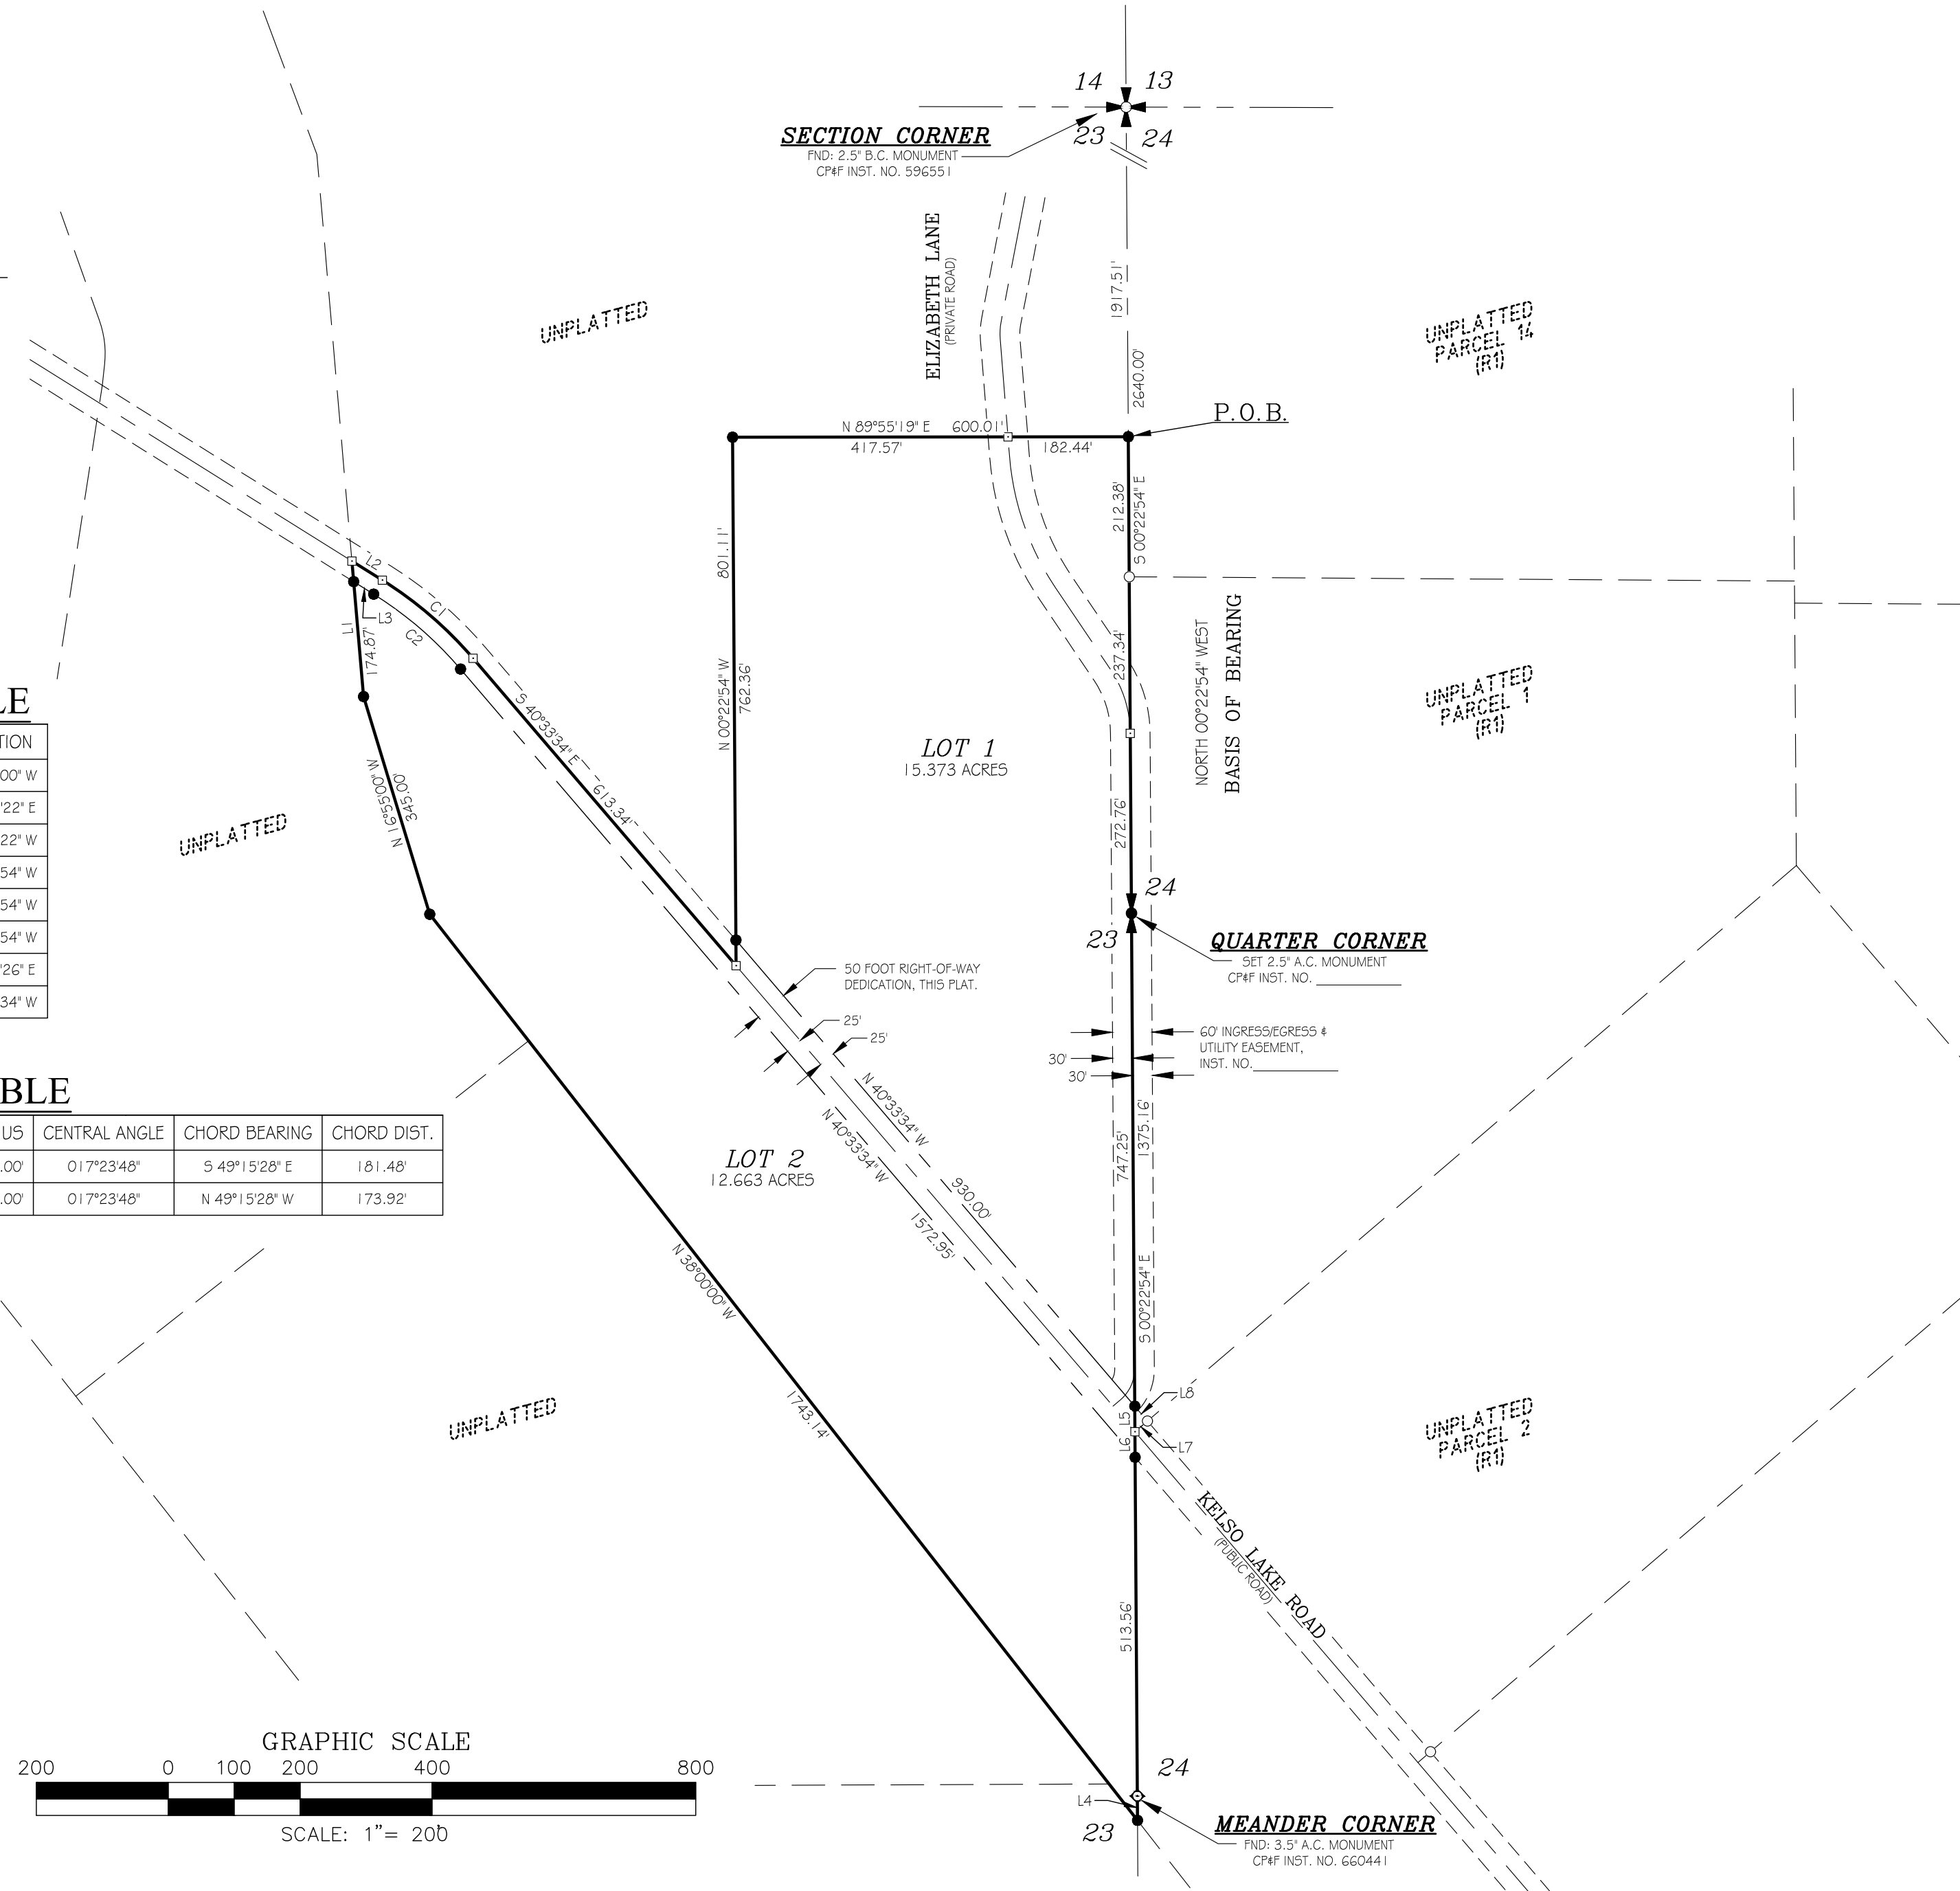 14 13
23 24
SECTION CORNER
FND: 2.5" B.C. MONUMENT
CP&F INST. NO. 596551
ELIZABETH LANE
(PRIVATE ROAD)
1917.51'
2640.00'
UNPLATTED
UNPLATTED
PARCEL 14
(R1)
P.O.B.
N 89°55'19" E 600.01'
417.57' 182.44'
212.38'
S 00°22'54" E
801.11'
N 00°22'54" W
762.36'
237.34'
NORTH 00°22'54" WEST
BASIS OF BEARING
L2
C1
L3
C2
L1
174.87'
S 40°33'34" E
613.34'
N 16°55'00" W
345.00'
UNPLATTED
UNPLATTED
PARCEL 1
(R1)
LOT 1
15.373 ACRES
272.76'
24
23
QUARTER CORNER
SET 2.5" A.C. MONUMENT
CP&F INST. NO.
LE
TION
00" W
'22" E
22" W
54" W
54" W
54" W
'26" E
34" W
50 FOOT RIGHT-OF-WAY
DEDICATION, THIS PLAT.
25'
25'
60' INGRESS/EGRESS &
UTILITY EASEMENT,
INST. NO.
30'
30'
N 40°33'34" W
930.00'
N 40°33'34" W
1572.95'
747.25'
1375.16'
S 00°22'54" E
BLE
US CENTRAL ANGLE CHORD BEARING CHORD DIST.
.00' 017°23'48" S 49°15'28" E 181.48'
.00' 017°23'48" N 49°15'28" W 173.92'
LOT 2
12.663 ACRES
N 38°00'00" W
1743.14'
UNPLATTED
L8
L5
L7
L6
UNPLATTED
PARCEL 2
(R1)
KELSO LAKE ROAD
(PUBLIC ROAD)
513.56'
GRAPHIC SCALE
200 0 100 200 400 800
SCALE: 1"= 200'
24
L4
23
MEANDER CORNER
FND: 3.5" A.C. MONUMENT
CP&F INST. NO. 660441